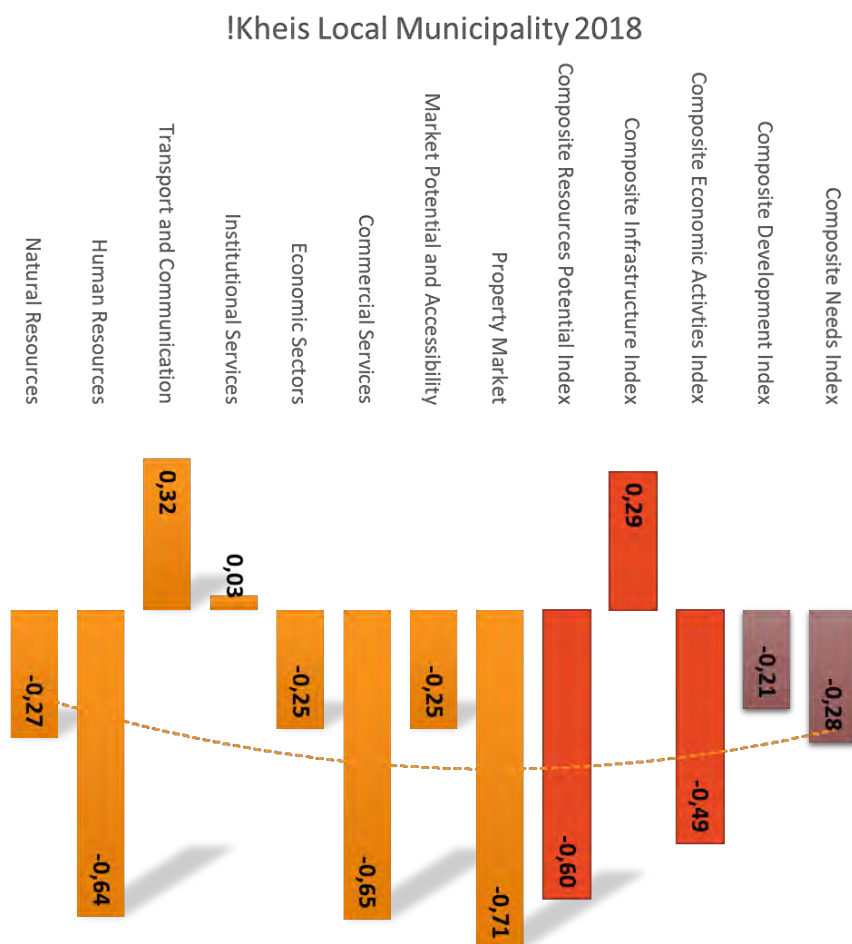 !Kheis Local Municipality 2018
Natural Resources
Human Resources
Transport and Communication
Institutional Services
Economic Sectors
Commercial Services
Market Potential and Accessibility
Property Market
Composite Resources Potential Index
Composite Infrastructure Index
Composite Economic Activties Index
Composite Development Index
Composite Needs Index
-0,27
-0,64
0,32
0,03
-0,25
-0,65
-0,25
-0,71
-0,60
0,29
-0,49
-0,21
-0,28